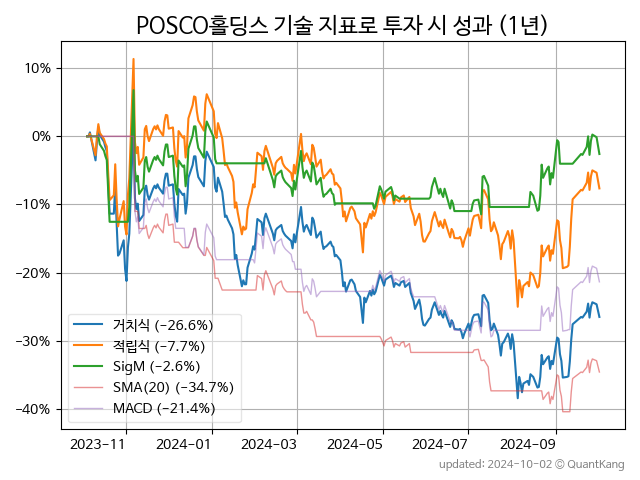 POSCO홀딩스 기술 지표로 투자 시 성과 (1년)
10%
0%
−10%
−20%
−30%
−40%
거치식 (−26.6%)
적립식 (−7.7%)
SigM (−2.6%)
SMA(20) (−34.7%)
MACD (−21.4%)
2023-11 2024-01 2024-03 2024-05 2024-07 2024-09
updated: 2024-10-02 © QuantKang